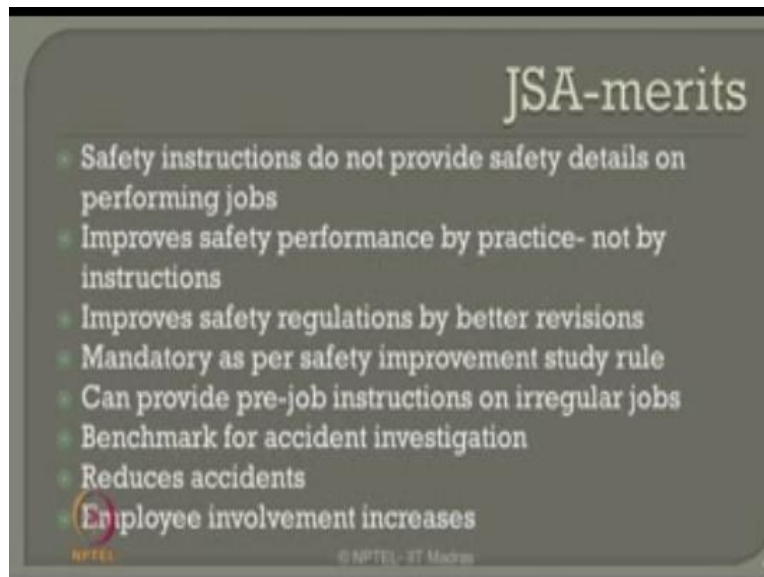 JSA-merits
Safety instructions do not provide safety details on
performing jobs
Improves safety performance by practice- not by
instructions
Improves safety regulations by better revisions
Mandatory as per safety improvement study rule
Can provide pre-job instructions on irregular jobs
Benchmark for accident investigation
Reduces accidents
Employee involvement increases
NPTEL
© NPTEL- IIT Madras